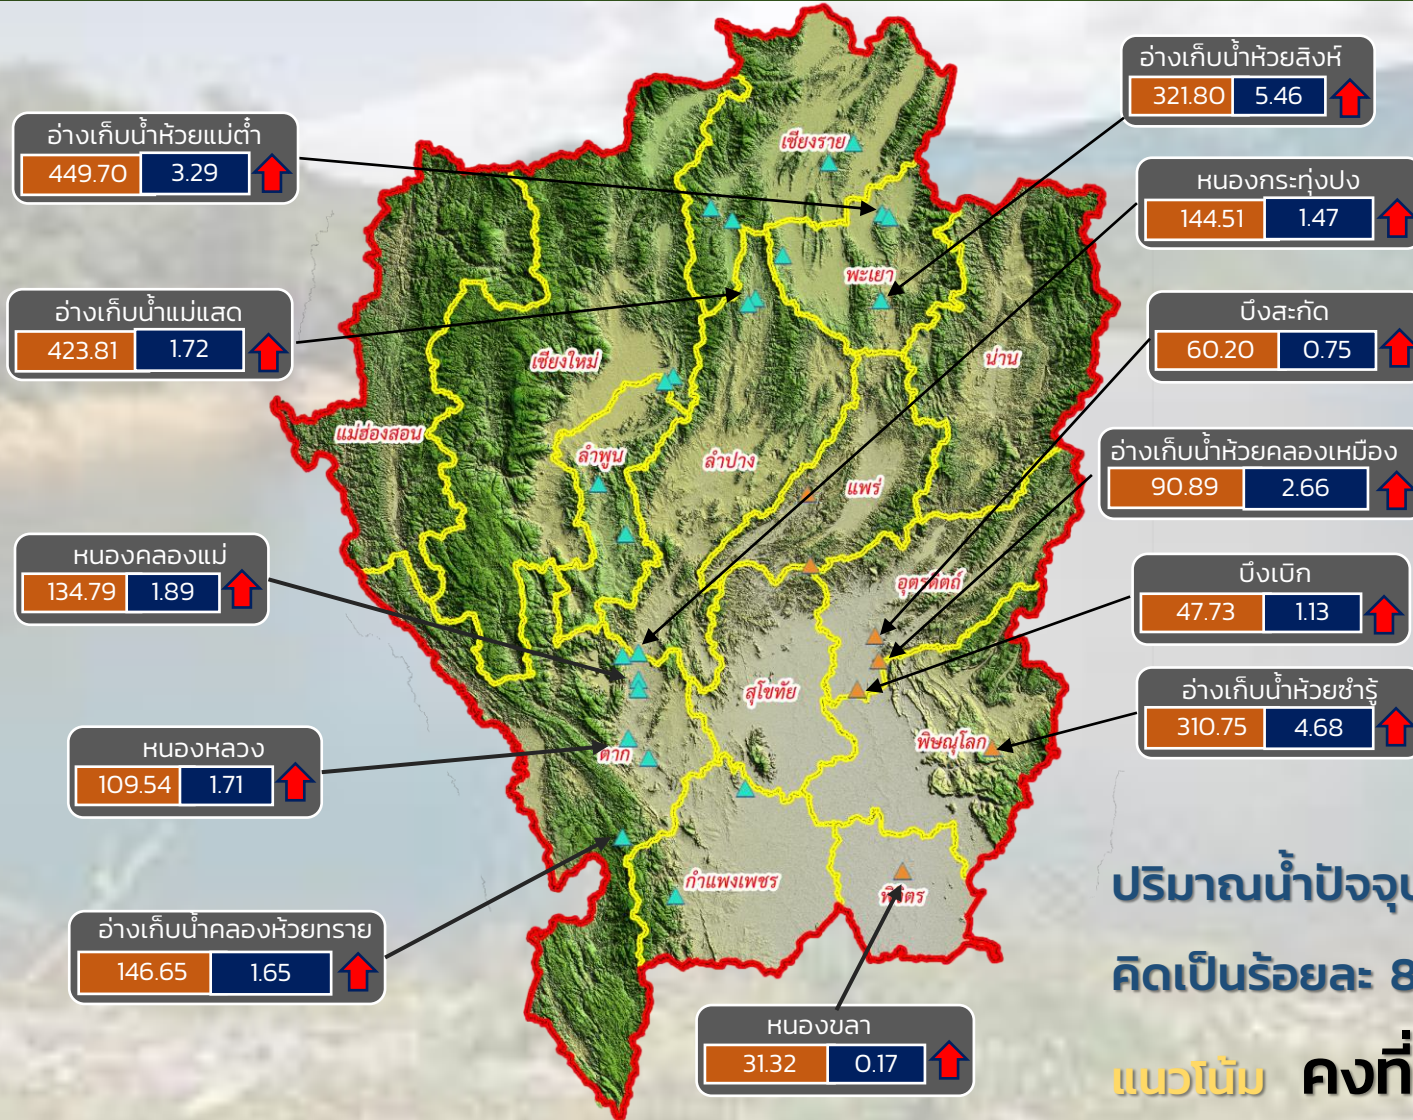 อ่างเก็บน้ำห้วยสิงห์
321.80 5.46
อ่างเก็บน้ำห้วยแม่ต๋ำ
449.70 3.29
เชียงราย
หนองกระทุ่งปง
144.51 1.47
พะเยา
อ่างเก็บน้ำแม่แสด
423.81 1.72
บึงสะกัด
60.20 0.75
เชียงใหม่
น่าน
แม่ฮ่องสอน
ลำพูน
ลำปาง
แพร่
อ่างเก็บน้ำห้วยคลองเหมือง
90.89 2.66
หนองคลองแม่
134.79 1.89
อุตรดิตถ์
บึงเบิก
47.73 1.13
สุโขทัย
อ่างเก็บน้ำห้วยซำรู้
310.75 4.68
หนองหลวง
109.54 1.71
ตาก
พิษณุโลก
กำแพงเพชร
อ่างเก็บน้ำคลองห้วยทราย
146.65 1.65
หนองขลา
31.32 0.17
ปริมาณน้ำปัจจุบ
คิดเป็นร้อยละ 8
แนวโน้ม คงที่